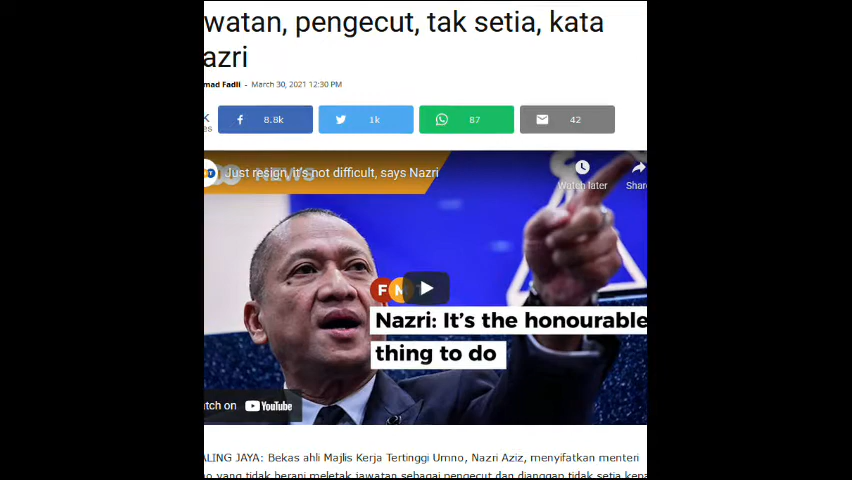 watan, pengecut, tak setia, kata
azri
mad Fadli - March 30, 2021 12:30 PM
8.8k
1k
87
42
Just resign, it's not difficult, says Nazri
NEWS
Watch later
Share
F M
Nazri: It's the honourable
thing to do
tch on YouTube
ALING JAYA: Bekas ahli Majlis Kerja Tertinggi Umno, Nazri Aziz, menyifatkan menteri
no yang tidak berani meletak jawatan sebagai pengecut dan dianggap tidak setia kepa